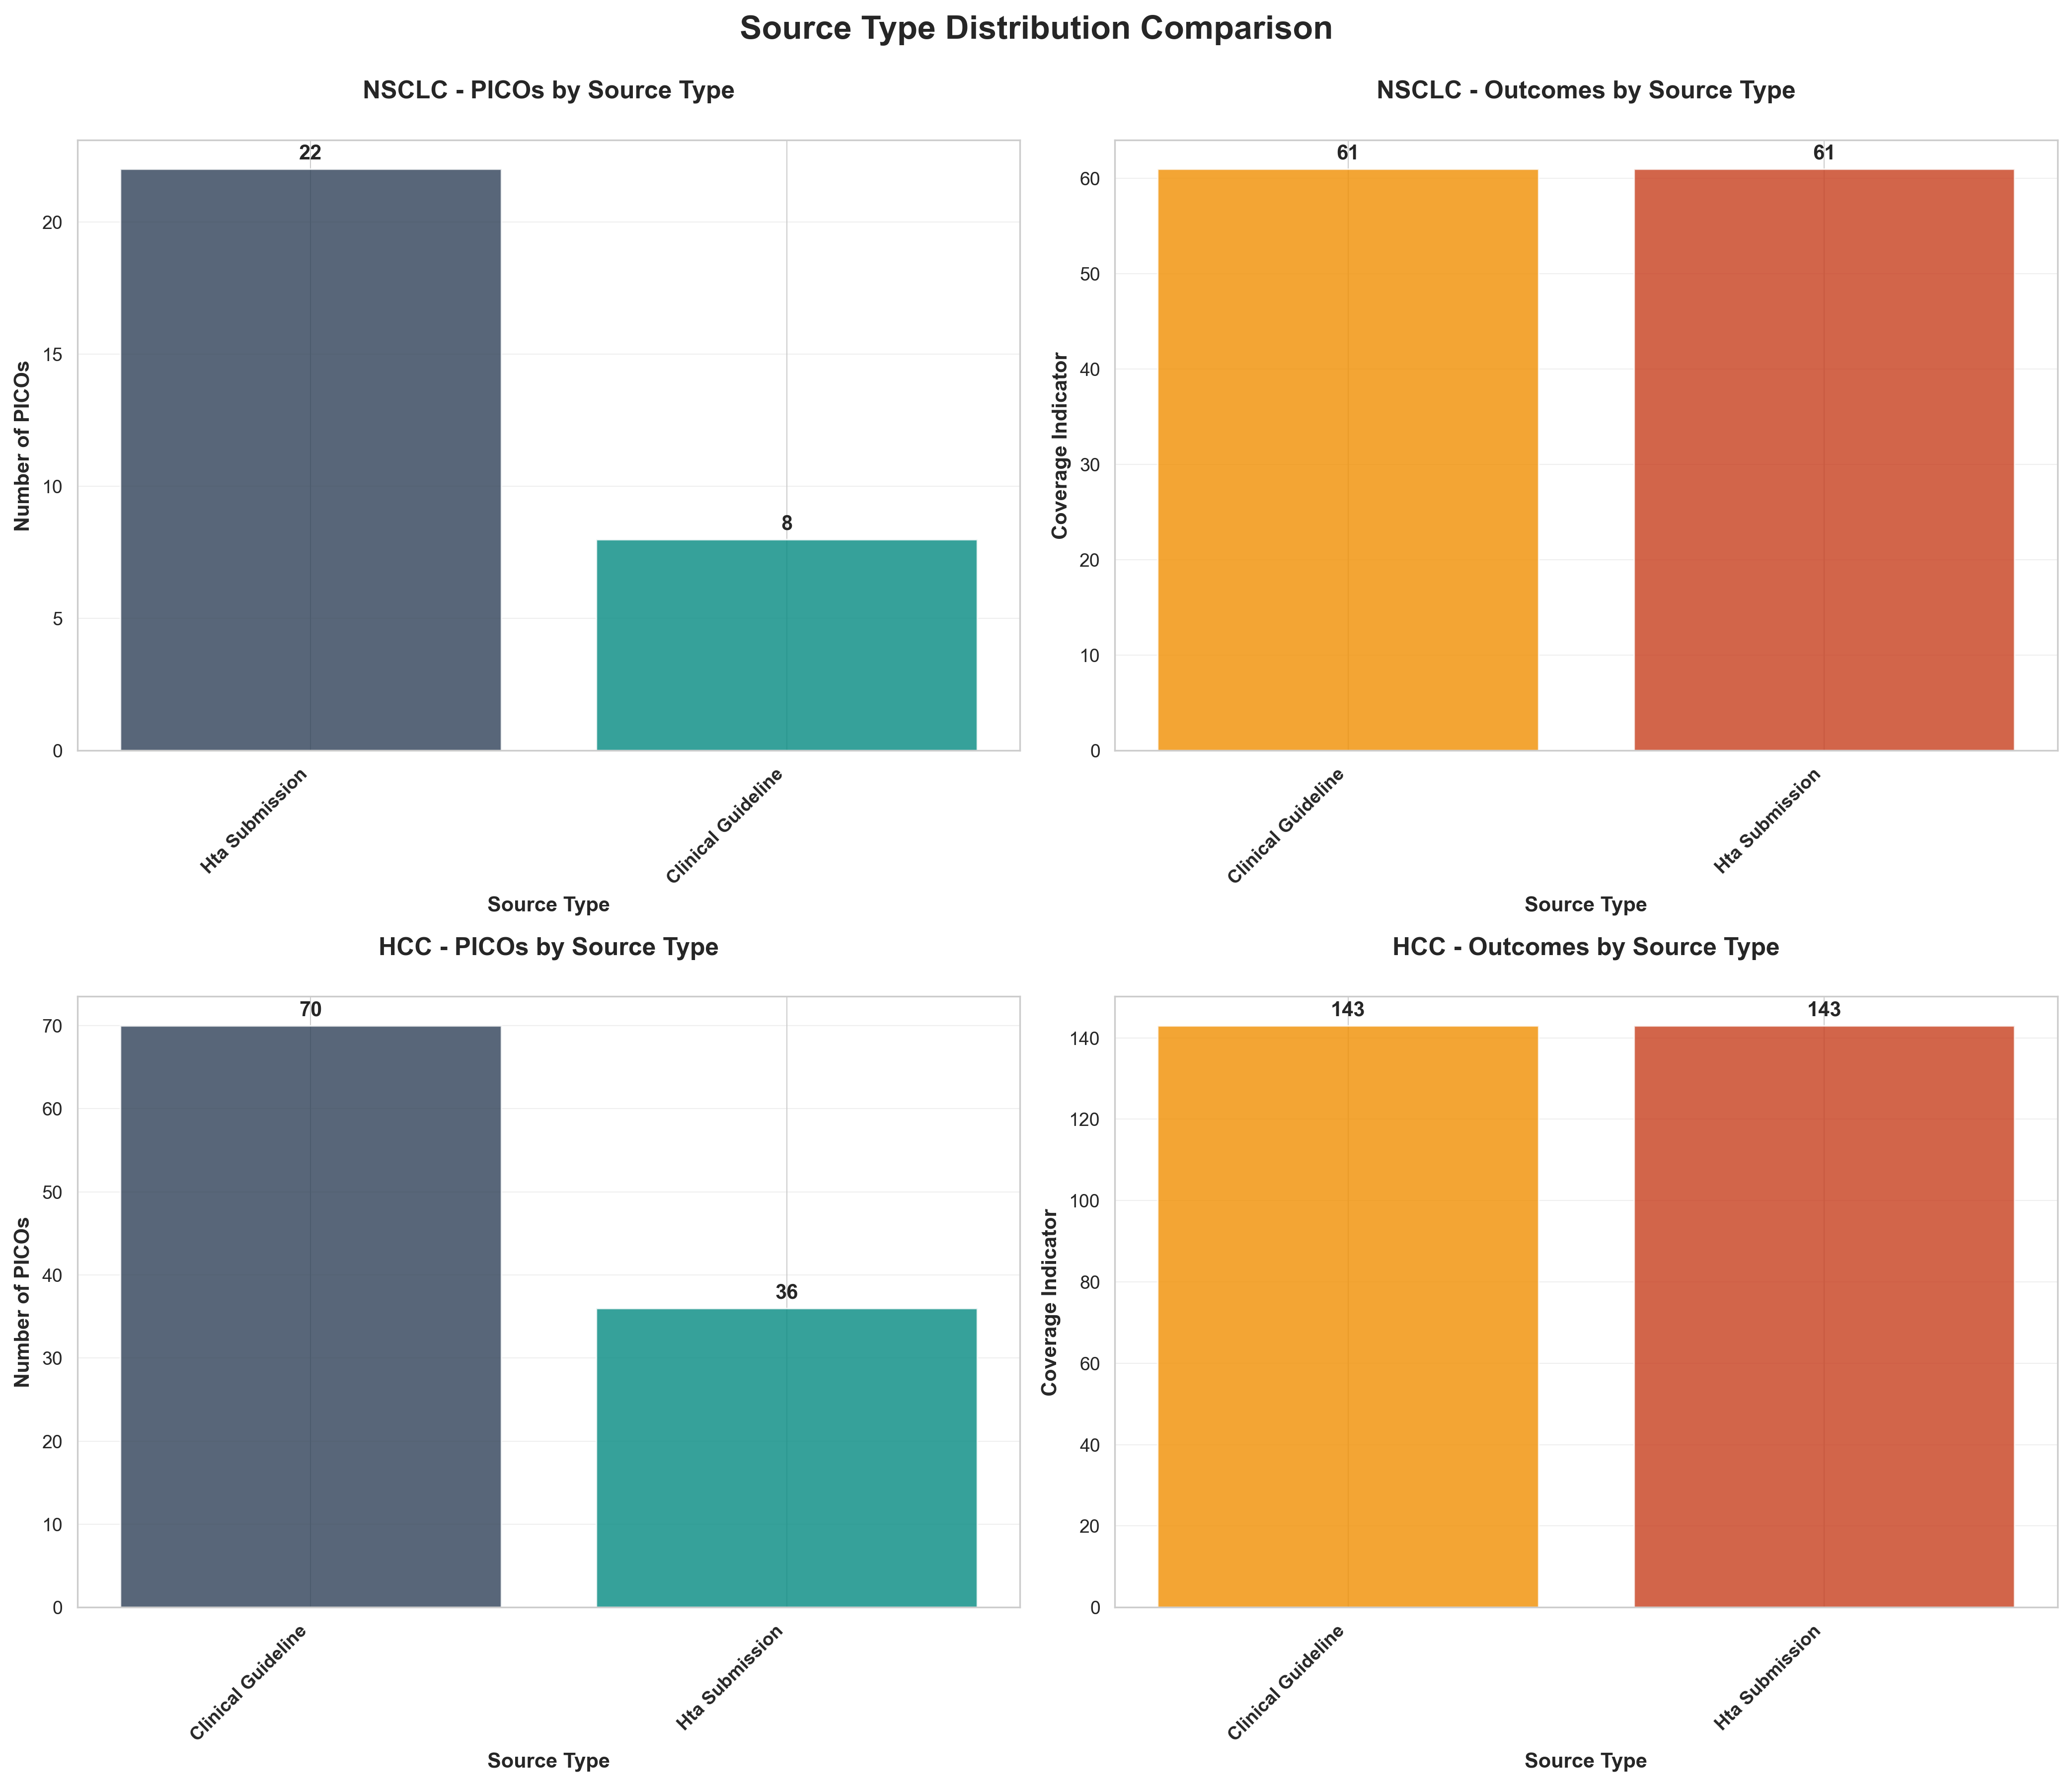 Source Type Distribution Comparison
NSCLC - PICOs by Source Type
22
8
20
15
10
5
0
Number of PICOs
Hta Submission
Clinical Guideline
Source Type
NSCLC - Outcomes by Source Type
61
61
60
50
40
30
20
10
0
Coverage Indicator
Clinical Guideline
Hta Submission
Source Type
HCC - PICOs by Source Type
70
36
70
60
50
40
30
20
10
0
Number of PICOs
Clinical Guideline
Hta Submission
Source Type
HCC - Outcomes by Source Type
143
143
140
120
100
80
60
40
20
0
Coverage Indicator
Clinical Guideline
Hta Submission
Source Type